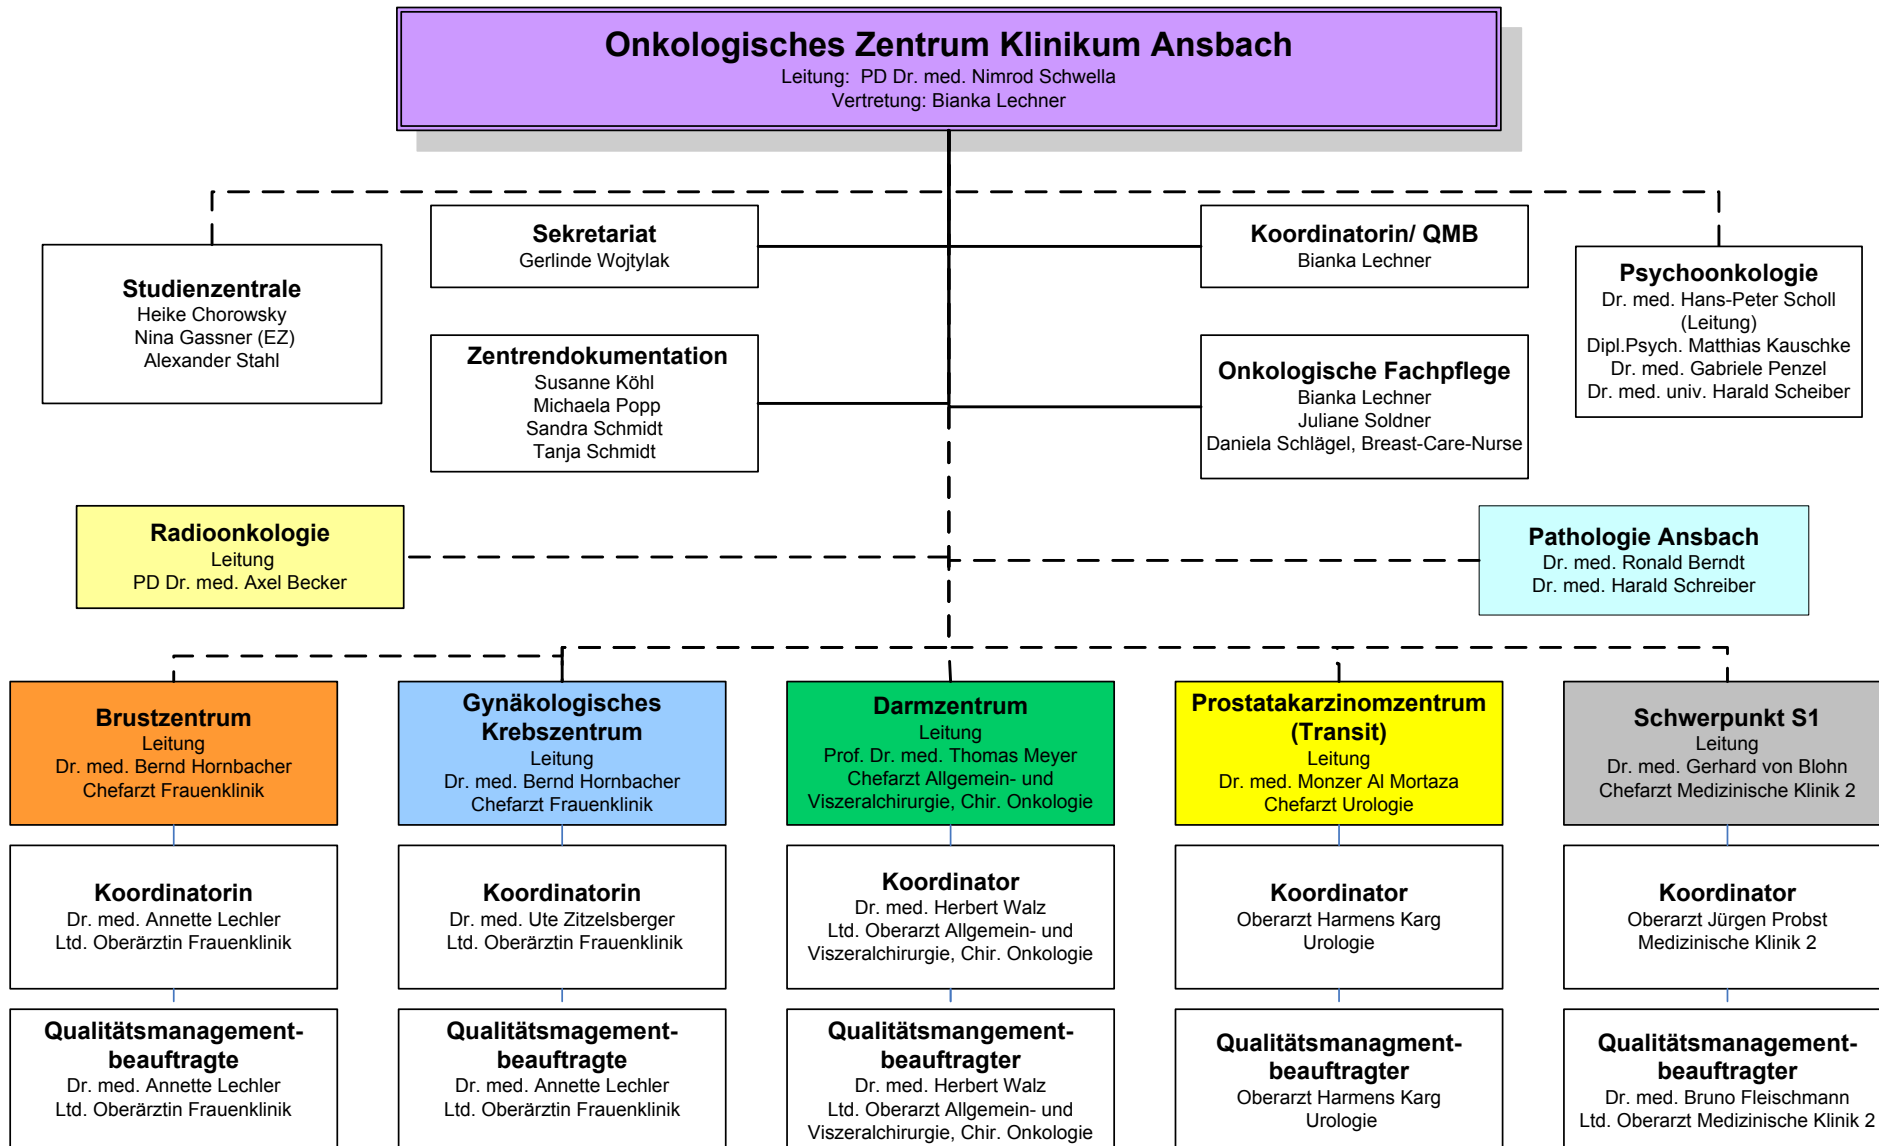 Onkologisches Zentrum Klinikum Ansbach
Leitung: PD Dr. med. Nimrod Schwella
Vertretung: Bianka Lechner
Studienzentrale
Heike Chorowsky
Nina Gassner (EZ)
Alexander Stahl
Sekretariat
Gerlinde Wojtylak
Koordinatorin/ QMB
Bianka Lechner
Psychoonkologie
Dr. med. Hans-Peter Scholl
(Leitung)
Dipl.Psych. Matthias Kauschke
Dr. med. Gabriele Penzel
Dr. med. univ. Harald Scheiber
Zentrendokumentation
Susanne Köhl
Michaela Popp
Sandra Schmidt
Tanja Schmidt
Onkologische Fachpflege
Bianka Lechner
Juliane Soldner
Daniela Schlägel, Breast-Care-Nurse
Radioonkologie
Leitung
PD Dr. med. Axel Becker
Pathologie Ansbach
Dr. med. Ronald Berndt
Dr. med. Harald Schreiber
Brustzentrum
Leitung
Dr. med. Bernd Hornbacher
Chefarzt Frauenklinik
Gynäkologisches
Krebszentrum
Leitung
Dr. med. Bernd Hornbacher
Chefarzt Frauenklinik
Darmzentrum
Leitung
Prof. Dr. med. Thomas Meyer
Chefarzt Allgemein- und
Viszeralchirurgie, Chir. Onkologie
Prostatakarzinomzentrum
(Transit)
Leitung
Dr. med. Monzer Al Mortaza
Chefarzt Urologie
Schwerpunkt S1
Leitung
Dr. med. Gerhard von Blohn
Chefarzt Medizinische Klinik 2
Koordinatorin
Dr. med. Annette Lechler
Ltd. Oberärztin Frauenklinik
Koordinatorin
Dr. med. Ute Zitzelsberger
Ltd. Oberärztin Frauenklinik
Koordinator
Dr. med. Herbert Walz
Ltd. Oberarzt Allgemein- und
Viszeralchirurgie, Chir. Onkologie
Koordinator
Oberarzt Harmens Karg
Urologie
Koordinator
Oberarzt Jürgen Probst
Medizinische Klinik 2
Qualitätsmanagement-
beauftragte
Dr. med. Annette Lechler
Ltd. Oberärztin Frauenklinik
Qualitätsmagement-
beauftragte
Dr. med. Annette Lechler
Ltd. Oberärztin Frauenklinik
Qualitätsmangement-
beauftragter
Dr. med. Herbert Walz
Ltd. Oberarzt Allgemein- und
Viszeralchirurgie, Chir. Onkologie
Qualitätsmanagment-
beauftragter
Oberarzt Harmens Karg
Urologie
Qualitätsmanagement-
beauftragter
Dr. med. Bruno Fleischmann
Ltd. Oberarzt Medizinische Klinik 2